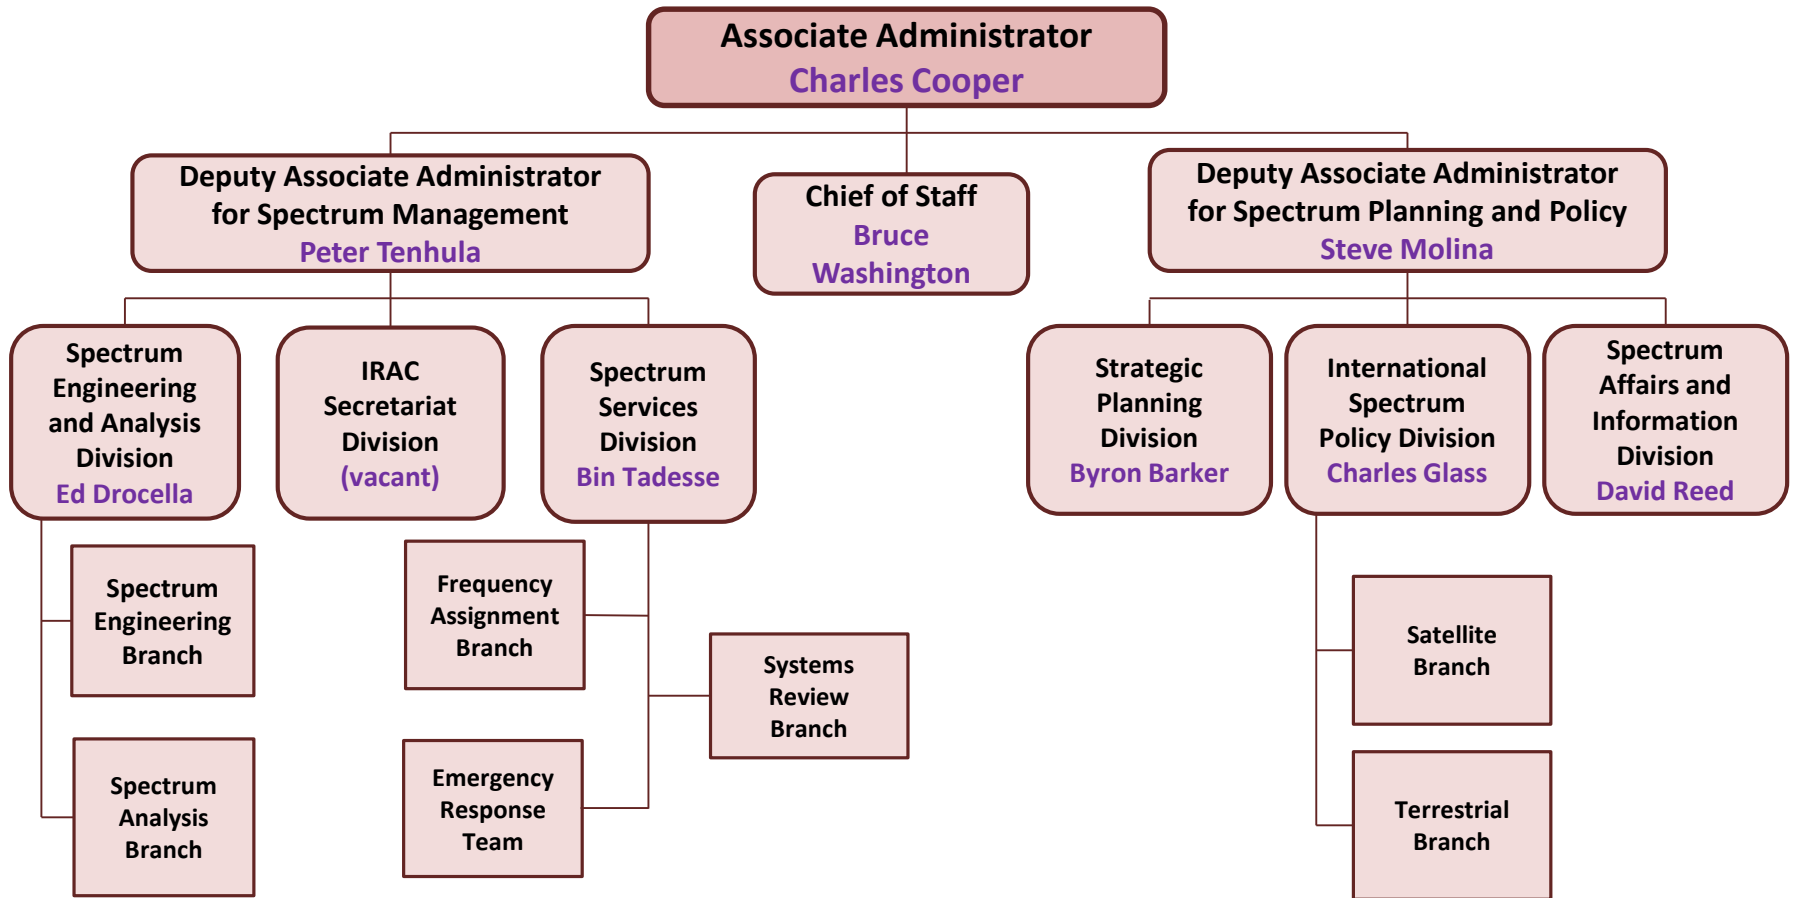 Associate Administrator
Charles Cooper
Deputy Associate Administrator
for Spectrum Management
Peter Tenhula
Chief of Staff
Bruce
Washington
Deputy Associate Administrator
for Spectrum Planning and Policy
Steve Molina
Spectrum
Engineering
and Analysis
Division
Ed Drocella
IRAC
Secretariat
Division
(vacant)
Spectrum
Services
Division
Bin Tadesse
Strategic
Planning
Division
Byron Barker
International
Spectrum
Policy Division
Charles Glass
Spectrum
Affairs and
Information
Division
David Reed
Spectrum
Engineering
Branch
Frequency
Assignment
Branch
Systems
Review
Branch
Satellite
Branch
Spectrum
Analysis
Branch
Emergency
Response
Team
Terrestrial
Branch